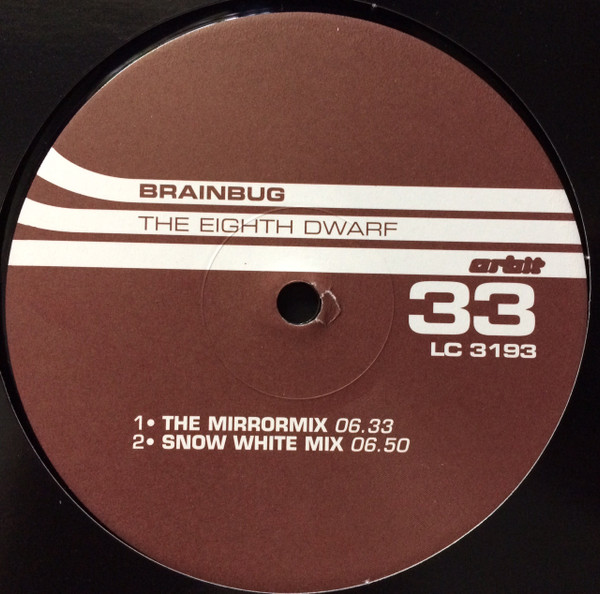 BRAINBUG
THE EIGHTH DWARF
orbit
33
LC 3193
1• THE MIRRORMIX 06.33
2• SNOW WHITE MIX 06.50